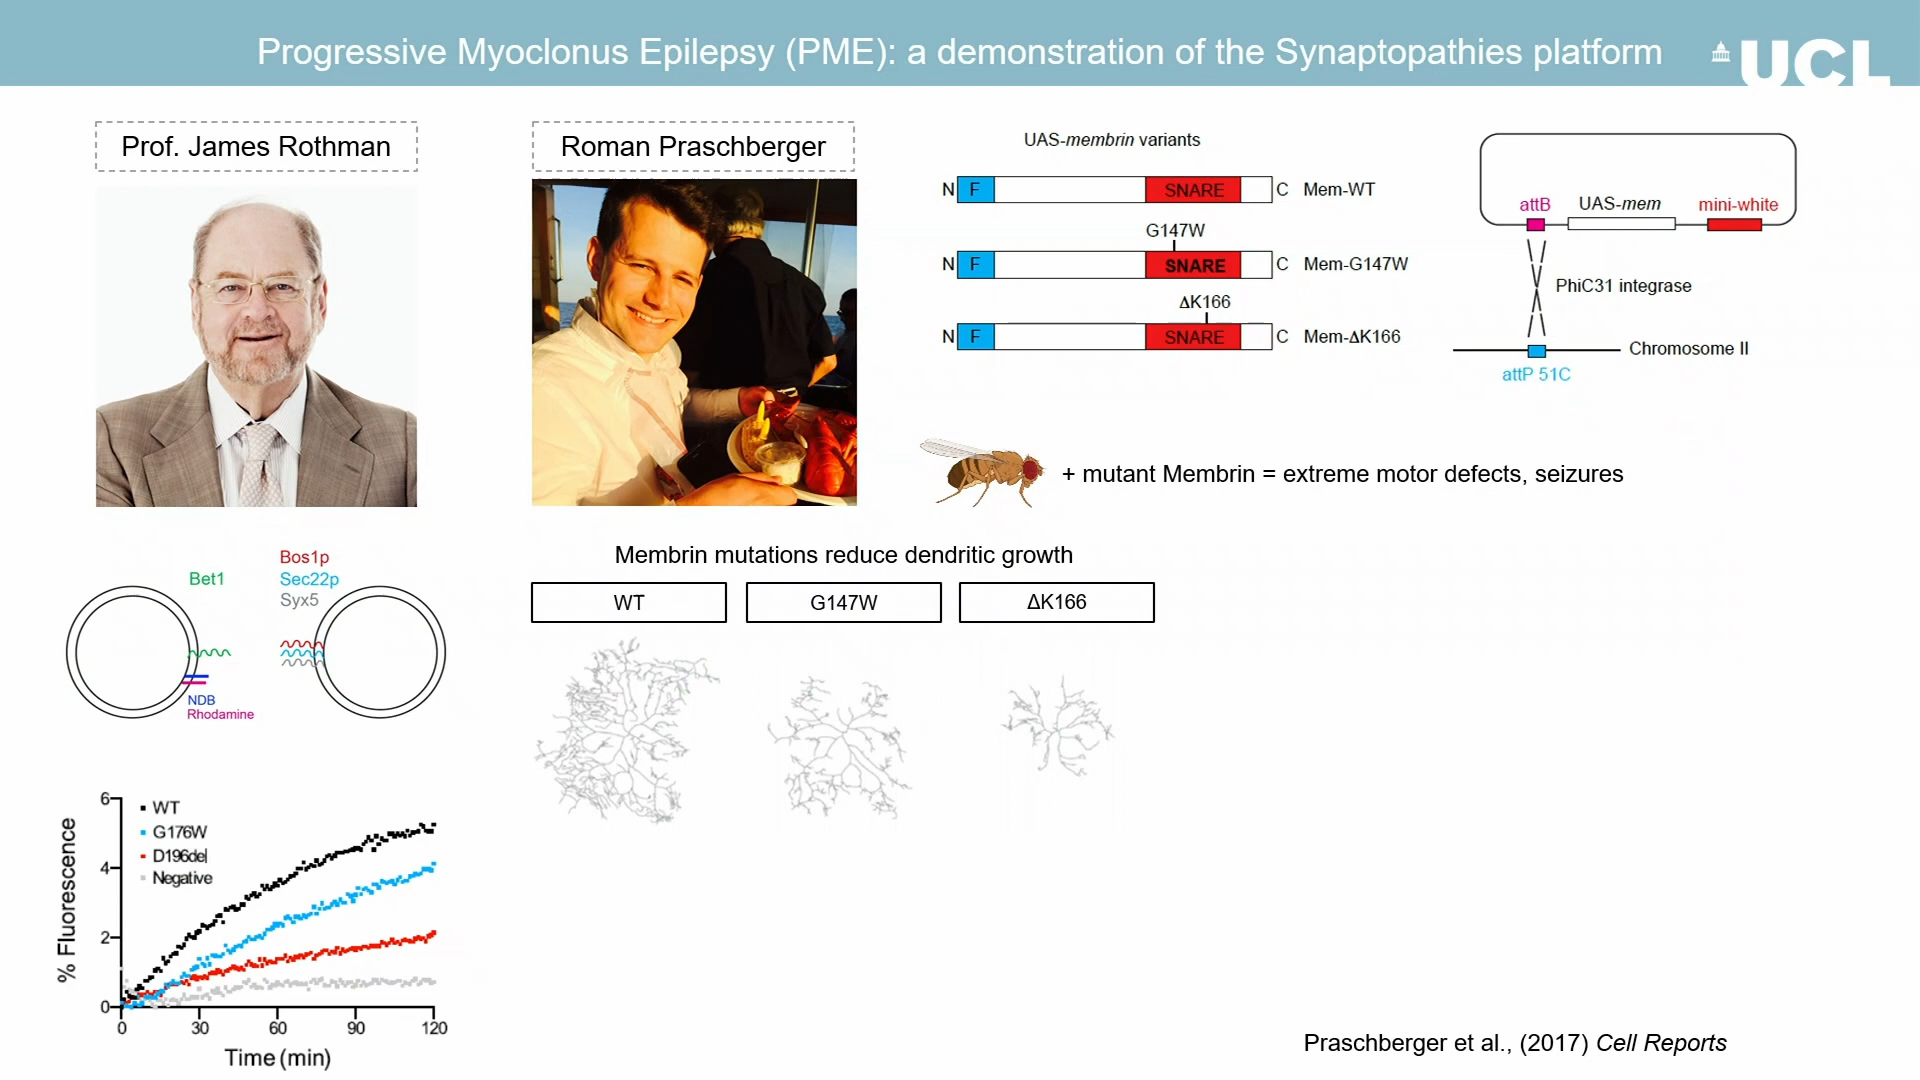 Progressive Myoclonus Epilepsy (PME): a demonstration of the Synaptopathies platform
UCL
Prof. James Rothman
Roman Praschberger
UAS-membrin variants
N F SNARE C Mem-WT
G147W
N F SNARE C Mem-G147W
ΔK166
N F SNARE C Mem-ΔK166
attB UAS-mem mini-white
PhiC31 integrase
Chromosome II
attP 51C
+ mutant Membrin = extreme motor defects, seizures
Bet1
Bos1p
Sec22p
Syx5
NDB
Rhodamine
Membrin mutations reduce dendritic growth
WT G147W ΔK166
% Fluorescence
6
4
2
0
WT
G176W
D196del
Negative
0 30 60 90 120
Time (min)
Praschberger et al., (2017) Cell Reports